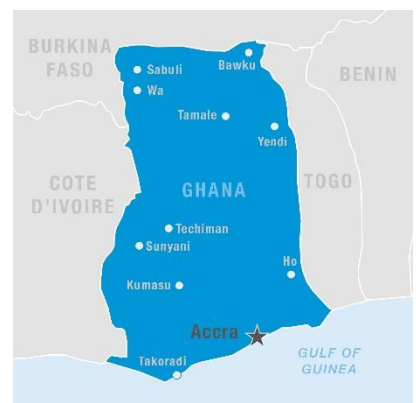 BURKINA
FASO
Sabuli
Bawku
BENIN
Wa
Tamale
Yendi
COTE
D'IVOIRE
GHANA
TOGO
Techiman
Sunyani
Ho
Kumasu
Accra
Takoradi
GULF OF
GUINEA